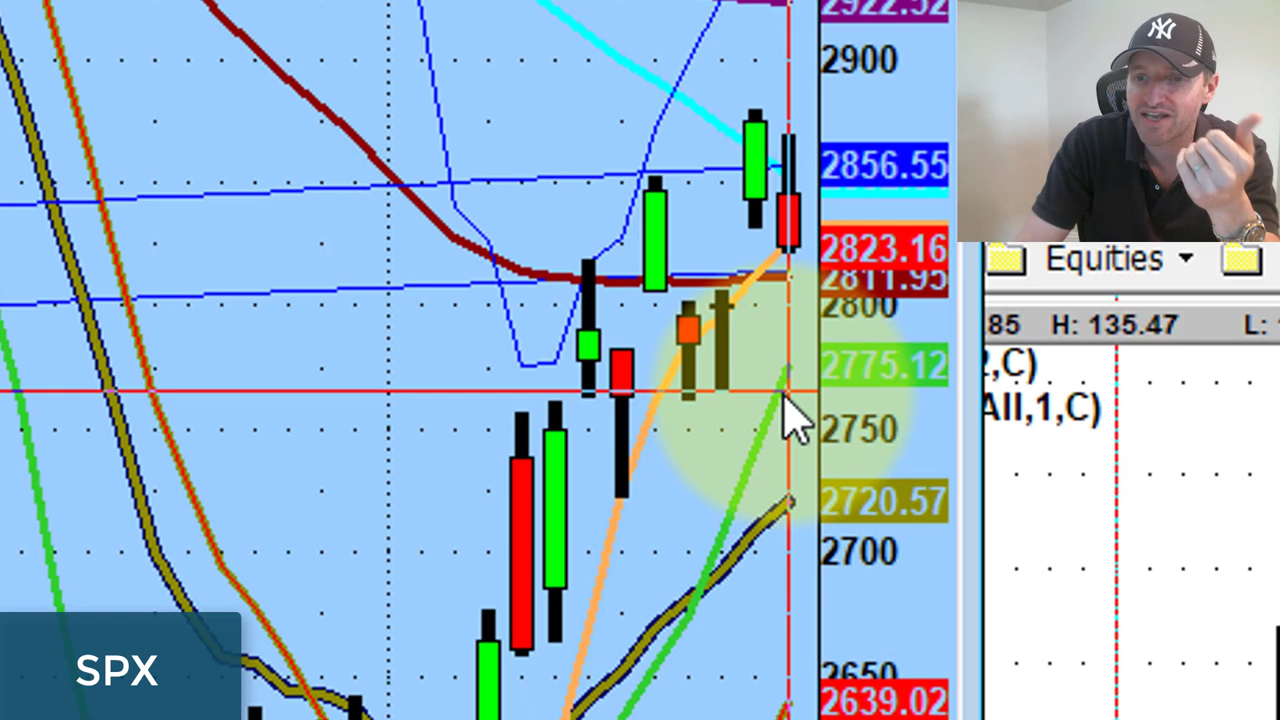 2922.52
2900
2856.55
2823.16
2811.95
2800
2775.12
2750
2720.57
2700
2650
2639.02
SPX
NY
Equities
.85 H: 135.47 L:
2,C)
All,1,C)